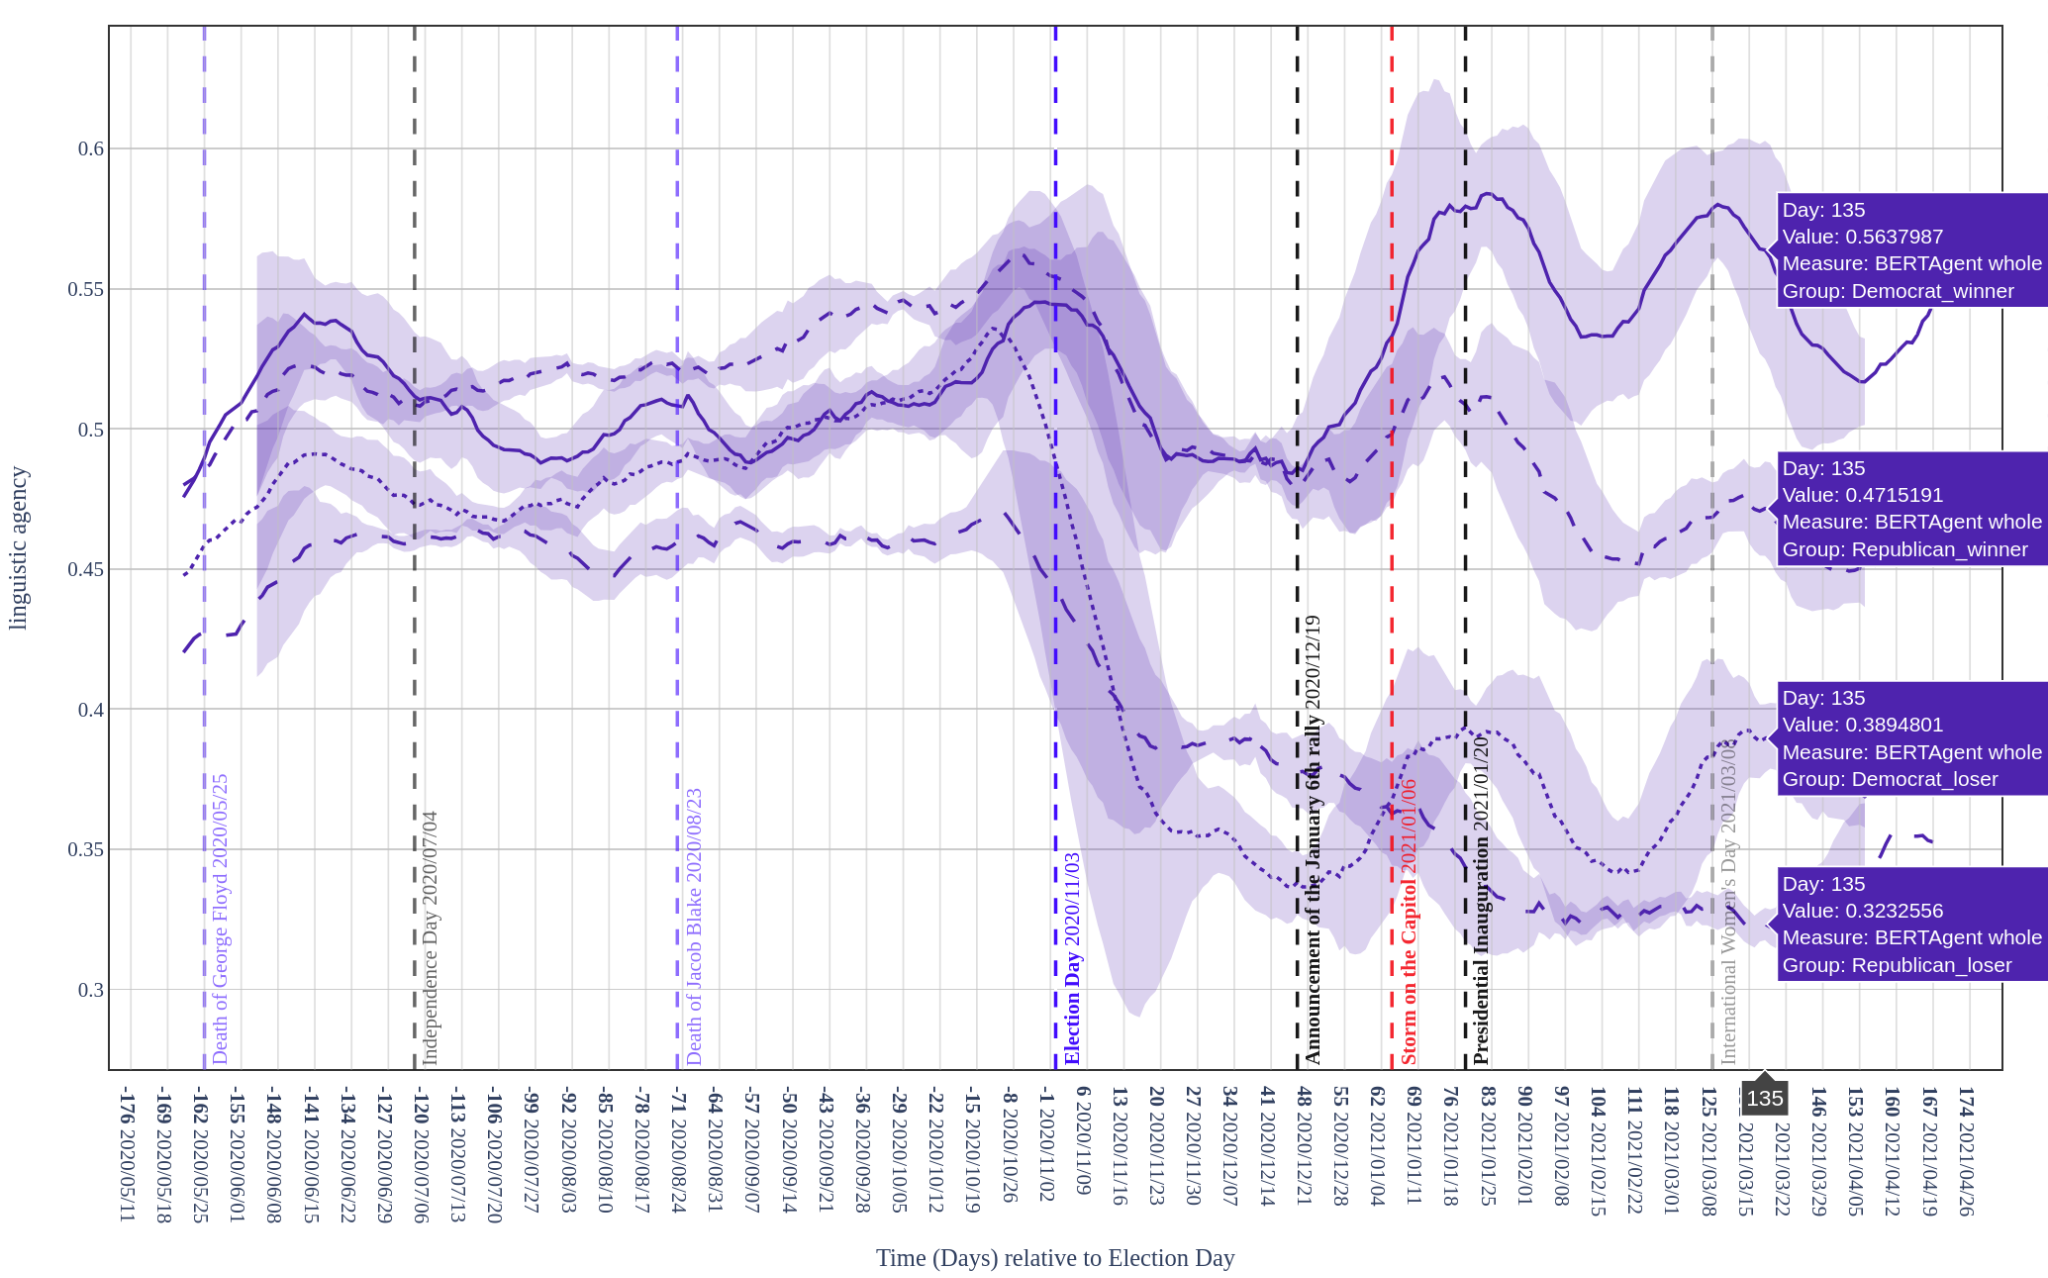 linguistic agency
0.6
0.55
0.5
0.45
0.4
0.35
0.3
Death of George Floyd 2020/05/25
Independence Day 2020/07/04
Death of Jacob Blake 2020/08/23
Election Day 2020/11/03
Announcement of the January 6th rally 2020/12/19
Storm on the Capitol 2021/01/06
Presidential Inauguration 2021/01/20
International Women's Day 2021/03/08
Day: 135
Value: 0.5637987
Measure: BERTAgent whole
Group: Democrat_winner
Day: 135
Value: 0.4715191
Measure: BERTAgent whole
Group: Republican_winner
Day: 135
Value: 0.3894801
Measure: BERTAgent whole
Group: Democrat_loser
Day: 135
Value: 0.3232556
Measure: BERTAgent whole
Group: Republican_loser
-176 2020/05/11
-169 2020/05/18
-162 2020/05/25
-155 2020/06/01
-148 2020/06/08
-141 2020/06/15
-134 2020/06/22
-127 2020/06/29
-120 2020/07/06
-113 2020/07/13
-106 2020/07/20
-99 2020/07/27
-92 2020/08/03
-85 2020/08/10
-78 2020/08/17
-71 2020/08/24
-64 2020/08/31
-57 2020/09/07
-50 2020/09/14
-43 2020/09/21
-36 2020/09/28
-29 2020/10/05
-22 2020/10/12
-15 2020/10/19
-8 2020/10/26
-1 2020/11/02
6 2020/11/09
13 2020/11/16
20 2020/11/23
27 2020/11/30
34 2020/12/07
41 2020/12/14
48 2020/12/21
55 2020/12/28
62 2021/01/04
69 2021/01/11
76 2021/01/18
83 2021/01/25
90 2021/02/01
97 2021/02/08
104 2021/02/15
111 2021/02/22
118 2021/03/01
125 2021/03/08
2021/03/15
135
2021/03/22
146 2021/03/29
153 2021/04/05
160 2021/04/12
167 2021/04/19
174 2021/04/26
Time (Days) relative to Election Day